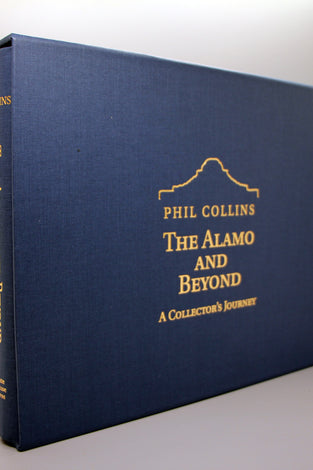 PHIL COLLINS
THE ALAMO
AND
BEYOND
A COLLECTOR'S JOURNEY